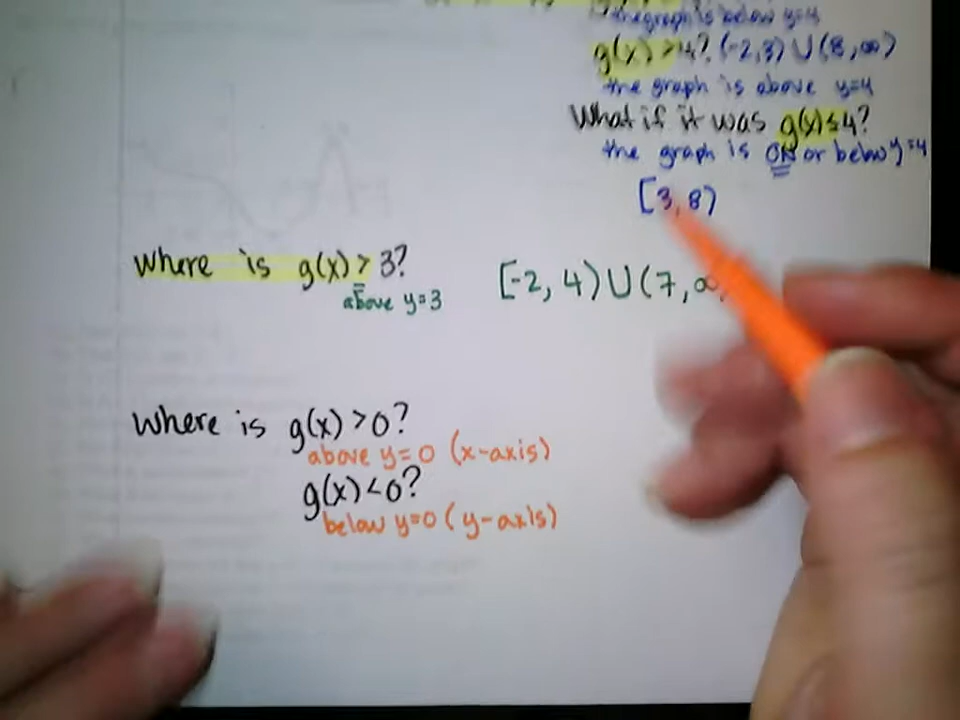 the graph is below y=4
g(x) > 4? (-2,3) ∪ (8,∞)
the graph is above y=4
What if it was g(x) ≤ 4?
the graph is ON or below y=4
[3, 8)
Where is g(x) > 3?
above y=3
[-2, 4) ∪ (7, ∞
Where is g(x) > 0?
above y=0 (x-axis)
g(x) < 0?
below y=0 (y-axis)